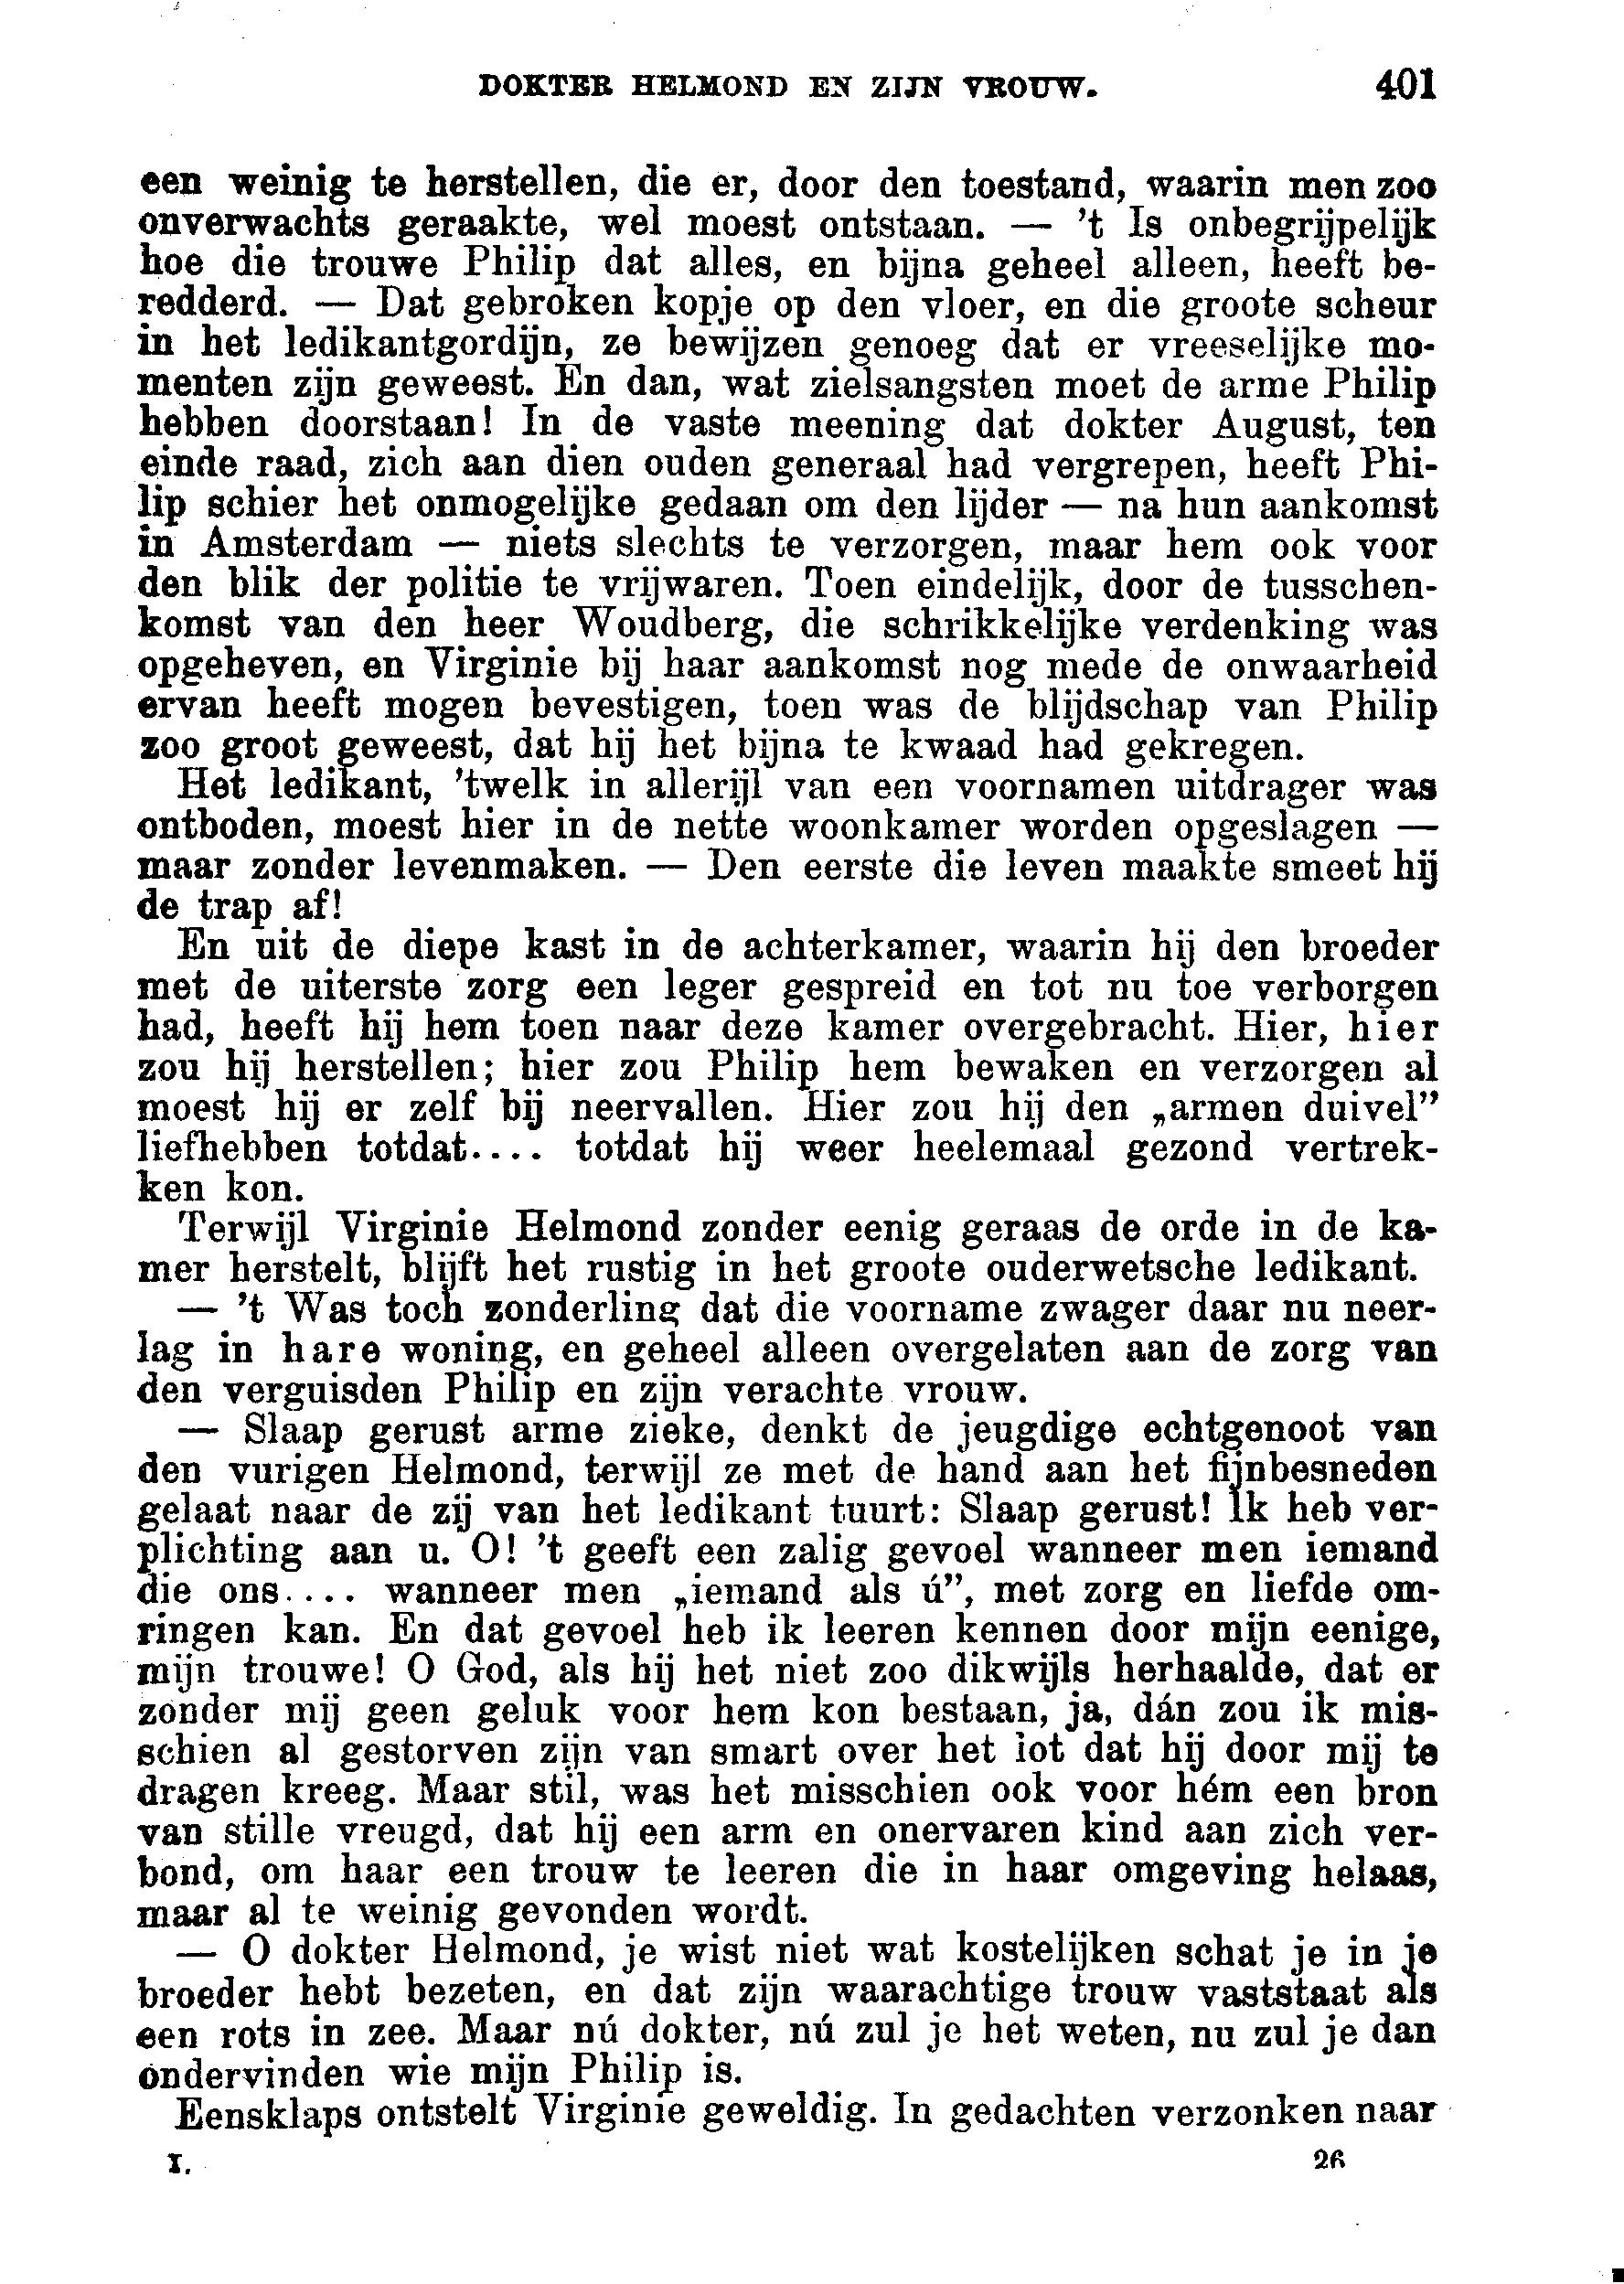 DOKTER HELMOND EN ZIJN VROUW. 401
een weinig te herstellen, die er, door den toestand, waarin men zoo
onverwachts geraakte, wel moest ontstaan. — 't Is onbegrijpelijk
hoe die trouwe Philip dat alles, en bijna geheel alleen, heeft be-
redderd. — Dat gebroken kopje op den vloer, en die groote scheur
in het ledikantgordijn, ze bewijzen genoeg dat er vreeselijke mo-
menten zijn geweest. En dan, wat zielsangsten moet de arme Philip
hebben doorstaan! In de vaste meening dat dokter August, ten
einde raad, zich aan dien ouden generaal had vergrepen, heeft Phi-
lip schier het onmogelijke gedaan om den lijder — na hun aankomst
in Amsterdam — niets slechts te verzorgen, maar hem ook voor
den blik der politie te vrijwaren. Toen eindelijk, door de tusschen-
komst van den heer Woudberg, die schrikkelijke verdenking was
opgeheven, en Virginie bij haar aankomst nog mede de onwaarheid
ervan heeft mogen bevestigen, toen was de blijdschap van Philip
zoo groot geweest, dat hij het bijna te kwaad had gekregen.
Het ledikant, 'twelk in allerijl van een voornamen uitdrager was
ontboden, moest hier in de nette woonkamer worden opgeslagen —
maar zonder levenmaken. — Den eerste die leven maakte smeet hij
de trap af!
En uit de diepe kast in de achterkamer, waarin hij den broeder
met de uiterste zorg een leger gespreid en tot nu toe verborgen
had, heeft hij hem toen naar deze kamer overgebracht. Hier, hier
zou hij herstellen; hier zou Philip hem bewaken en verzorgen al
moest hij er zelf bij neervallen. Hier zou hij den „armen duivel”
liefhebben totdat.... totdat hij weer heelemaal gezond vertrek-
ken kon.
Terwijl Virginie Helmond zonder eenig geraas de orde in de ka-
mer herstelt, blijft het rustig in het groote ouderwetsche ledikant.
— 't Was toch zonderling dat die voorname zwager daar nu neer-
lag in hare woning, en geheel alleen overgelaten aan de zorg van
den verguisden Philip en zijn verachte vrouw.
— Slaap gerust arme zieke, denkt de jeugdige echtgenoot van
den vurigen Helmond, terwijl ze met de hand aan het fijnbesneden
gelaat naar de zij van het ledikant tuurt: Slaap gerust! Ik heb ver-
plichting aan u. O! 't geeft een zalig gevoel wanneer men iemand
die ons.... wanneer men „iemand als ú”, met zorg en liefde om-
ringen kan. En dat gevoel heb ik leeren kennen door mijn eenige,
mijn trouwe! O God, als hij het niet zoo dikwijls herhaalde, dat er
zonder mij geen geluk voor hem kon bestaan, ja, dán zou ik mis-
schien al gestorven zijn van smart over het lot dat hij door mij te
dragen kreeg. Maar stil, was het misschien ook voor hém een bron
van stille vreugd, dat hij een arm en onervaren kind aan zich ver-
bond, om haar een trouw te leeren die in haar omgeving helaas,
maar al te weinig gevonden wordt.
— O dokter Helmond, je wist niet wat kostelijken schat je in je
broeder hebt bezeten, en dat zijn waarachtige trouw vaststaat als
een rots in zee. Maar nú dokter, nú zul je het weten, nu zul je dan
ondervinden wie mijn Philip is.
Eensklaps ontstelt Virginie geweldig. In gedachten verzonken naar
I. 26